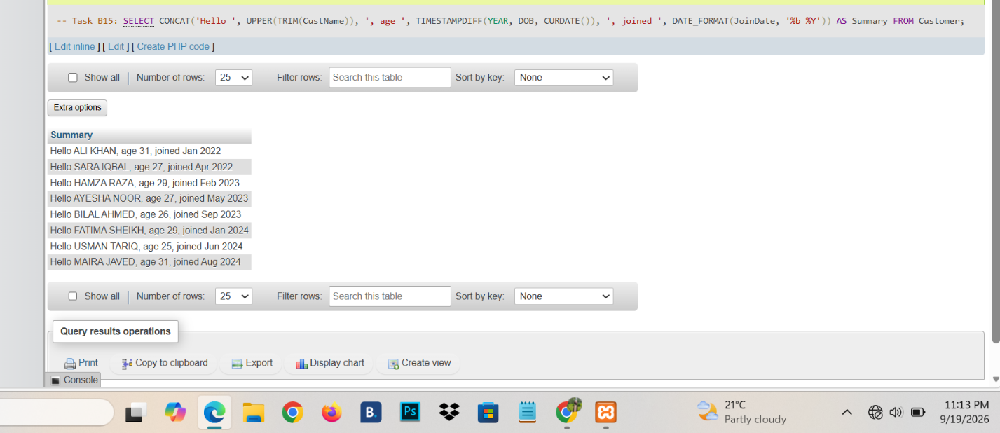 -- Task B15: SELECT CONCAT('Hello ', UPPER(TRIM(CustName)), ', age ', TIMESTAMPDIFF(YEAR, DOB, CURDATE()), ', joined ', DATE_FORMAT(JoinDate, '%b %Y')) AS Summary FROM Customer;
[ Edit inline ] [ Edit ] [ Create PHP code ]
Show all | Number of rows: 25 Filter rows: Search this table Sort by key: None
Extra options
Summary
Hello ALI KHAN, age 31, joined Jan 2022
Hello SARA IQBAL, age 27, joined Apr 2022
Hello HAMZA RAZA, age 29, joined Feb 2023
Hello AYESHA NOOR, age 27, joined May 2023
Hello BILAL AHMED, age 26, joined Sep 2023
Hello FATIMA SHEIKH, age 29, joined Jan 2024
Hello USMAN TARIQ, age 25, joined Jun 2024
Hello MAIRA JAVED, age 31, joined Aug 2024
Show all | Number of rows: 25 Filter rows: Search this table Sort by key: None
Query results operations
Print Copy to clipboard Export Display chart Create view
Console
B. Ps
21°C
Partly cloudy
11:13 PM
9/19/2026